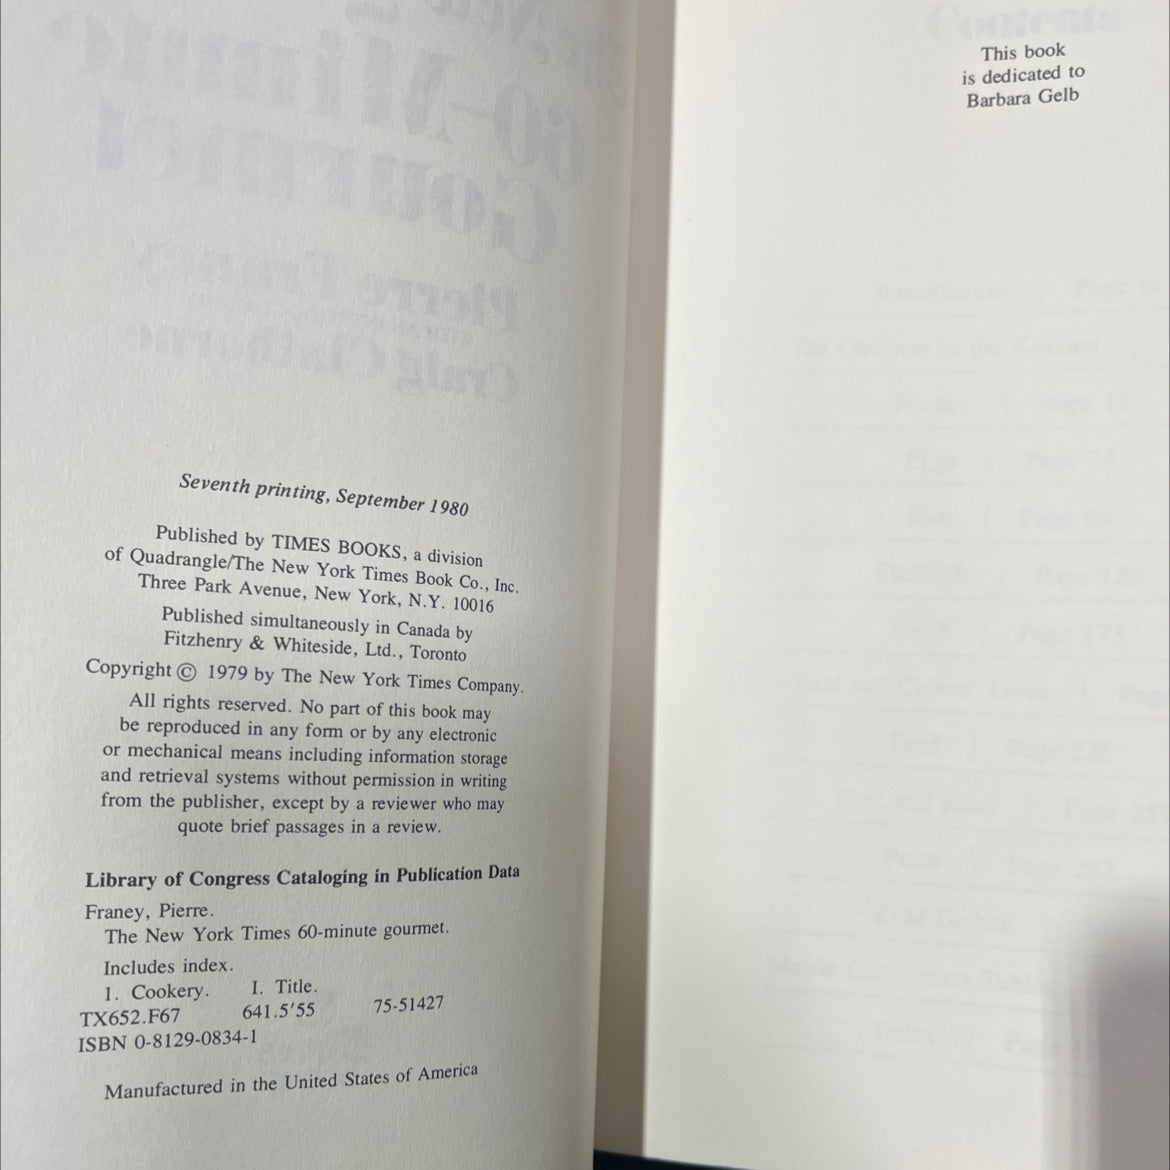 Seventh printing, September 1980
Published by TIMES BOOKS, a division
of Quadrangle/The New York Times Book Co., Inc.
Three Park Avenue, New York, N.Y. 10016
Published simultaneously in Canada by
Fitzhenry & Whiteside, Ltd., Toronto
Copyright © 1979 by The New York Times Company.
All rights reserved. No part of this book may
be reproduced in any form or by any electronic
or mechanical means including information storage
and retrieval systems without permission in writing
from the publisher, except by a reviewer who may
quote brief passages in a review.
Library of Congress Cataloging in Publication Data
Franey, Pierre.
The New York Times 60-minute gourmet.
Includes index.
1. Cookery. I. Title.
TX652.F67 641.5'55 75-51427
ISBN 0-8129-0834-1
Manufactured in the United States of America
Contents
This book
is dedicated to
Barbara Gelb